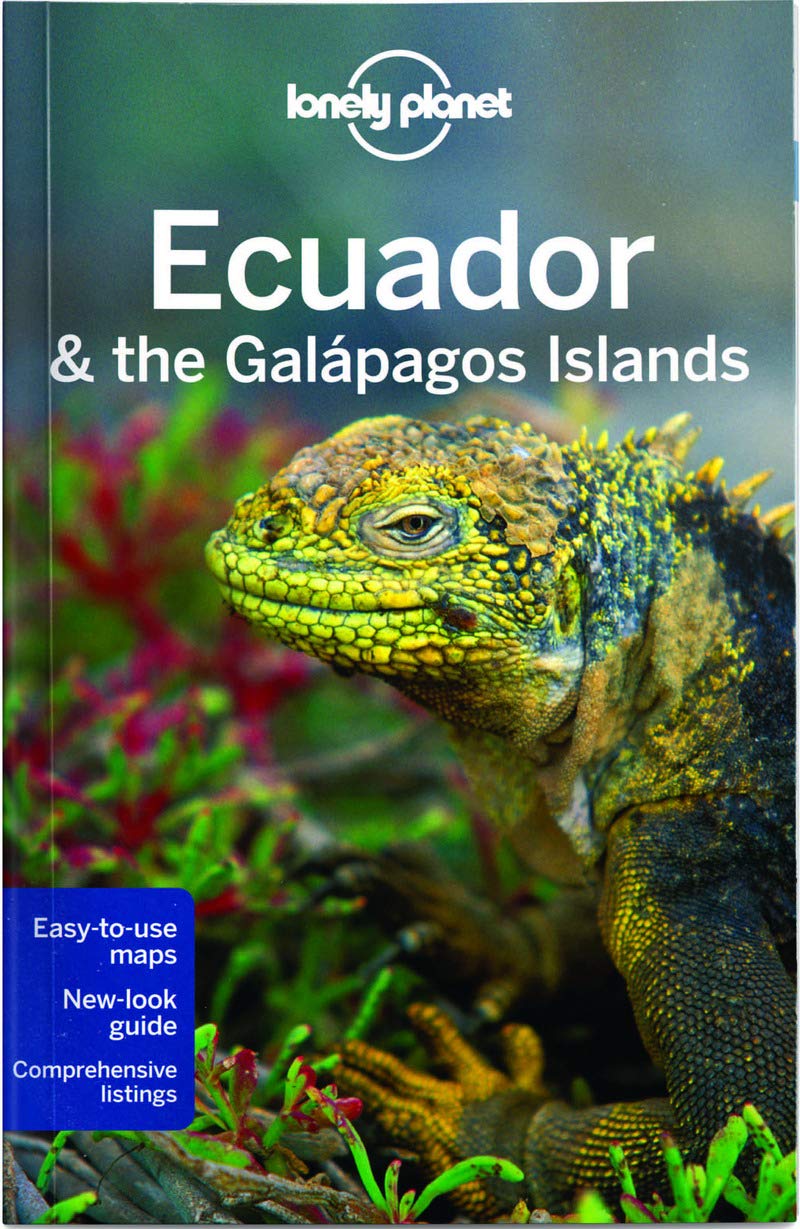 lonely planet
Ecuador
& the Galápagos Islands
Easy-to-use
maps
New-look
guide
Comprehensive
listings